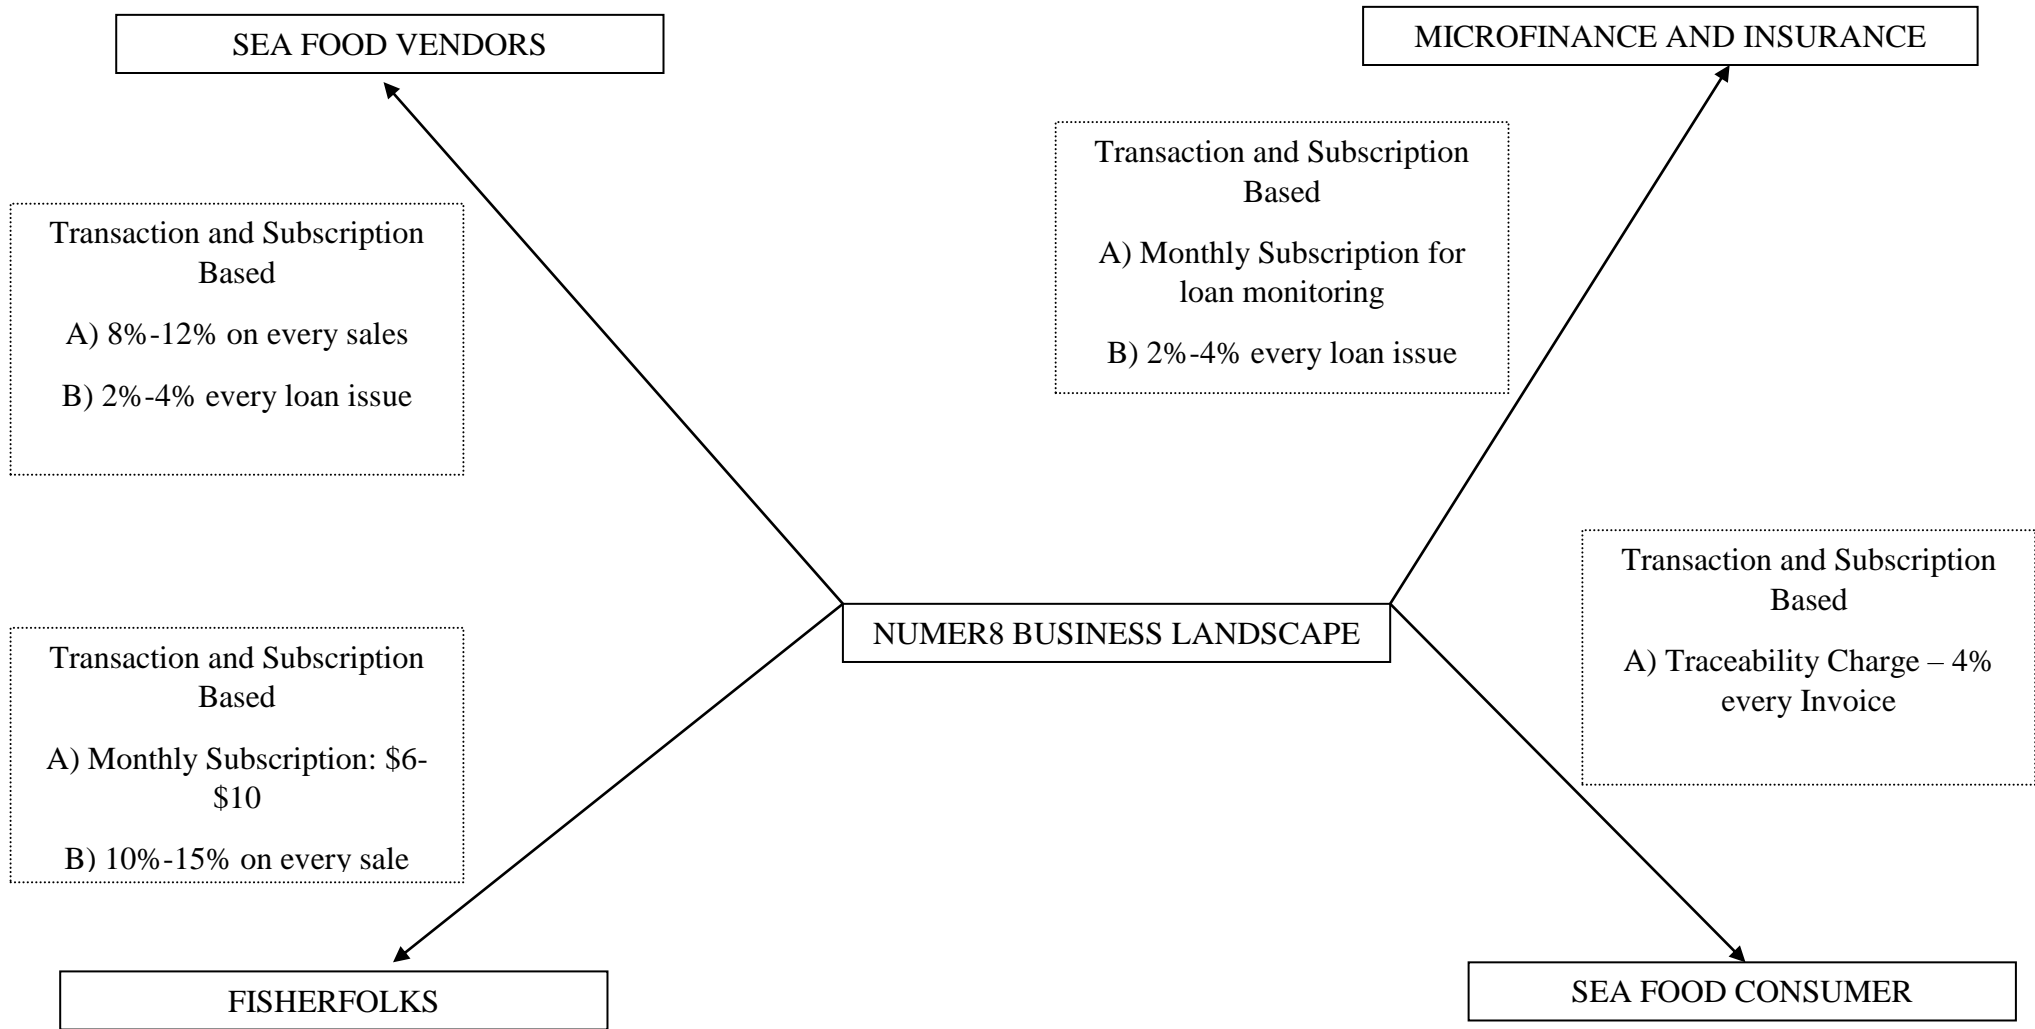 SEA FOOD VENDORS
MICROFINANCE AND INSURANCE
Transaction and Subscription
Based
A) Monthly Subscription for
loan monitoring
B) 2%-4% every loan issue
Transaction and Subscription
Based
A) 8%-12% on every sales
B) 2%-4% every loan issue
Transaction and Subscription
Based
A) Traceability Charge – 4%
every Invoice
NUMER8 BUSINESS LANDSCAPE
Transaction and Subscription
Based
A) Monthly Subscription: $6-
$10
B) 10%-15% on every sale
FISHERFOLKS
SEA FOOD CONSUMER